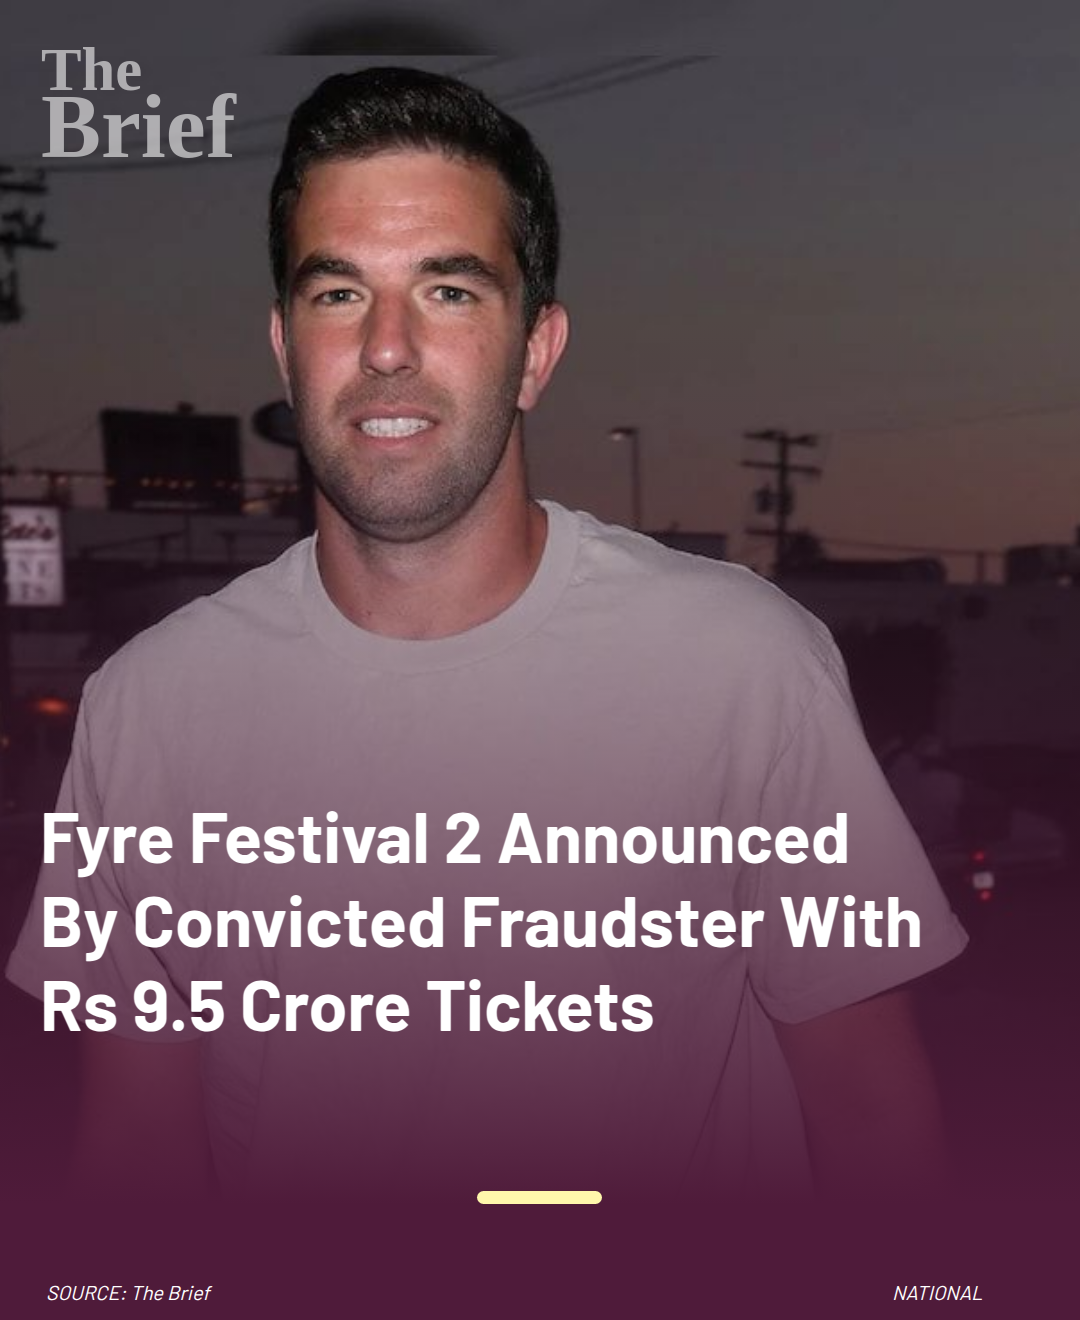 The
Brief
Fyre Festival 2 Announced
By Convicted Fraudster With
Rs 9.5 Crore Tickets
SOURCE: The Brief
NATIONAL